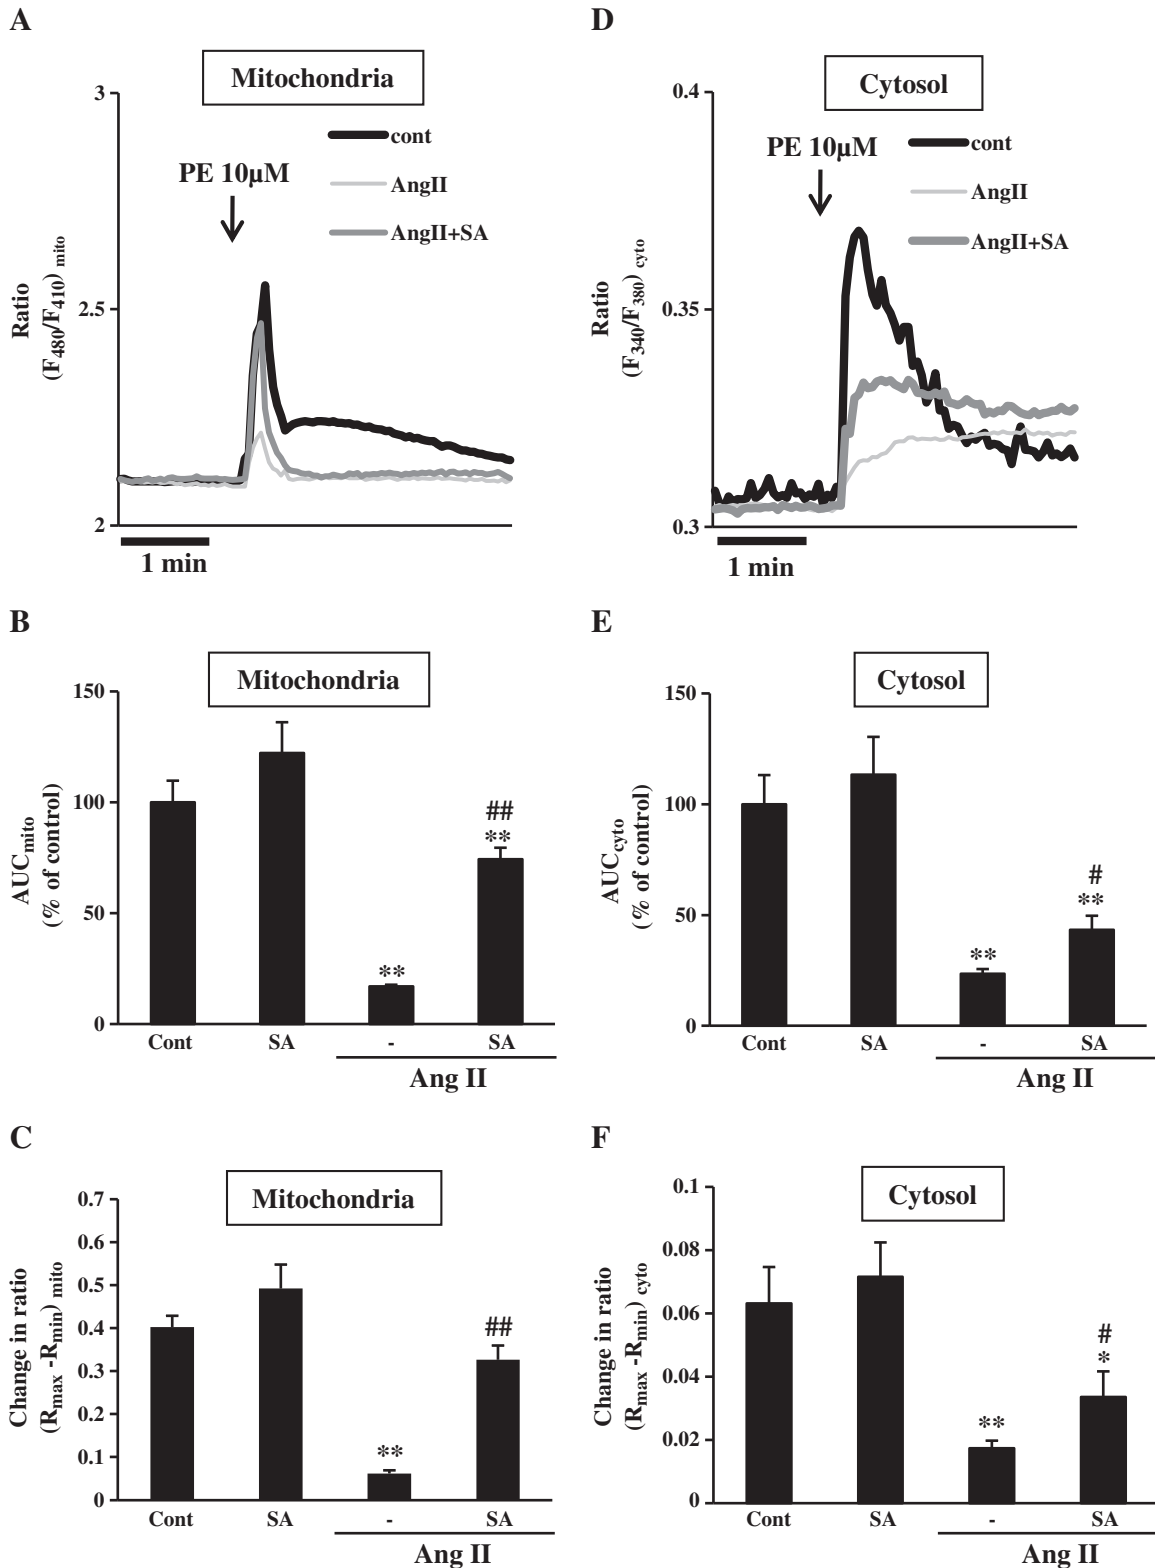 A
Mitochondria
3
2.5
2
Ratio
(F480/F410) mito
PE 10µM
cont
AngII
AngII+SA
1 min
D
Cytosol
0.4
0.35
0.3
Ratio
(F340/F380) cyto
PE 10µM
cont
AngII
AngII+SA
1 min
B
Mitochondria
150
100
50
0
AUCmito
(% of control)
**
##
**
Cont SA - SA
Ang II
E
Cytosol
150
100
50
0
AUCcyto
(% of control)
**
#
**
Cont SA - SA
Ang II
C
Mitochondria
0.7
0.6
0.5
0.4
0.3
0.2
0.1
0
Change in ratio
(Rmax -Rmin) mito
**
##
Cont SA - SA
Ang II
F
Cytosol
0.1
0.08
0.06
0.04
0.02
0
Change in ratio
(Rmax -Rmin) cyto
**
#
*
Cont SA - SA
Ang II